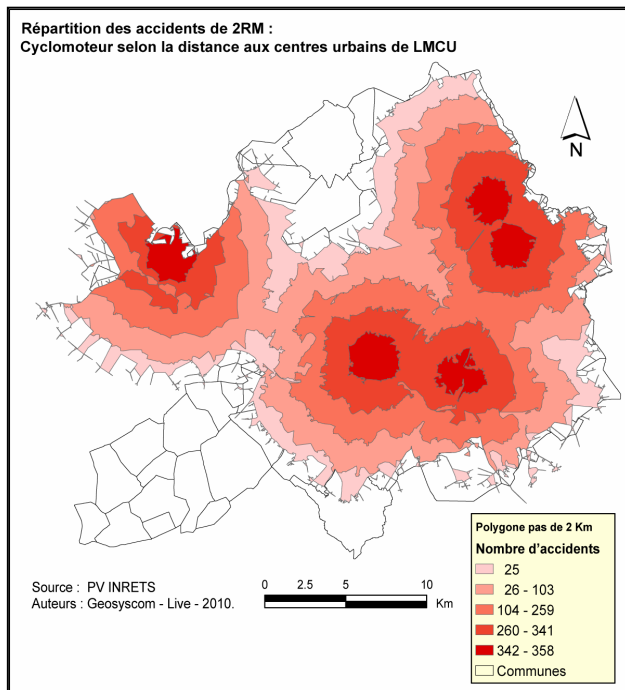 Répartition des accidents de 2RM :
Cyclomoteur selon la distance aux centres urbains de LMCU
N
Polygone pas de 2 Km
Nombre d'accidents
25
26 - 103
104 - 259
260 - 341
342 - 358
Communes
Source : PV INRETS
Auteurs : Geosyscom - Live - 2010.
0 5 10
Km